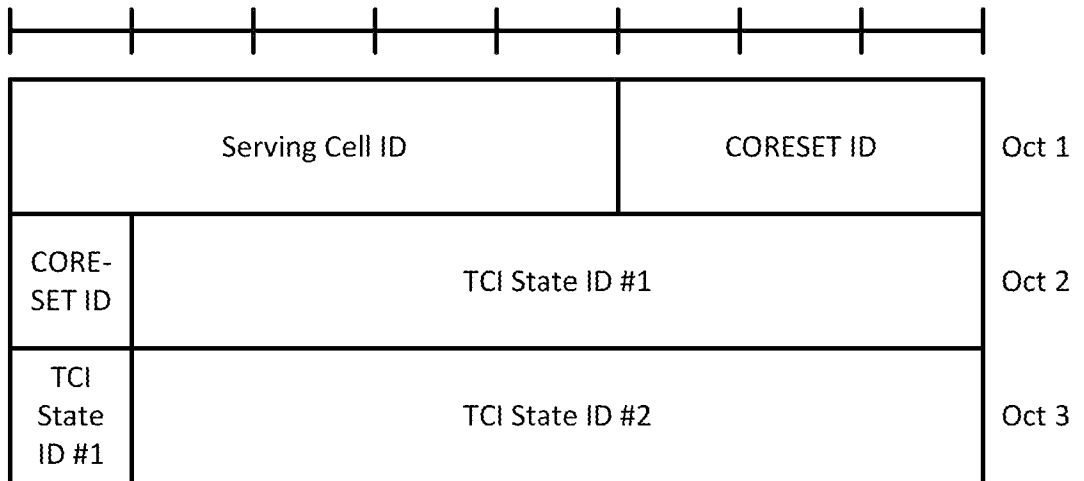 Serving Cell ID CORESET ID Oct 1
CORE-
SET ID
TCI State ID #1 Oct 2
TCI
State
ID #1
TCI State ID #2 Oct 3